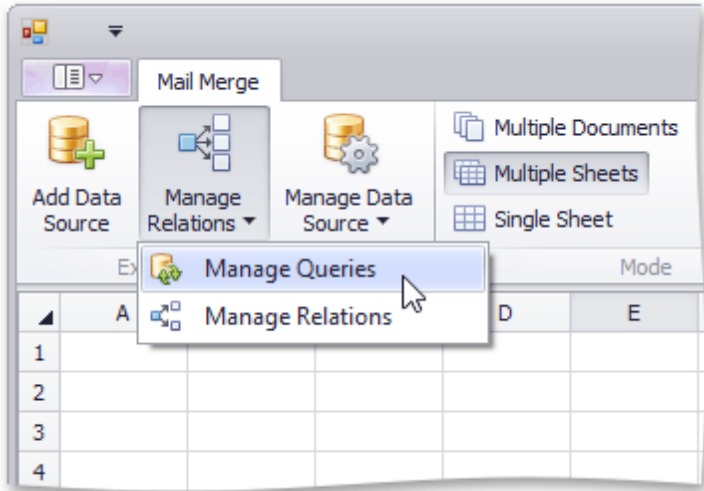 Mail Merge
Add Data
Source
Manage
Relations
Manage Data
Source
Multiple Documents
Multiple Sheets
Single Sheet
Ex
Mode
Manage Queries
Manage Relations
A D E
1
2
3
4